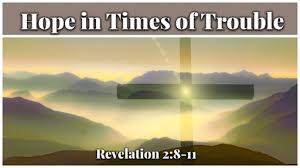 Hope in Times of Trouble
Revelation 2:8-11